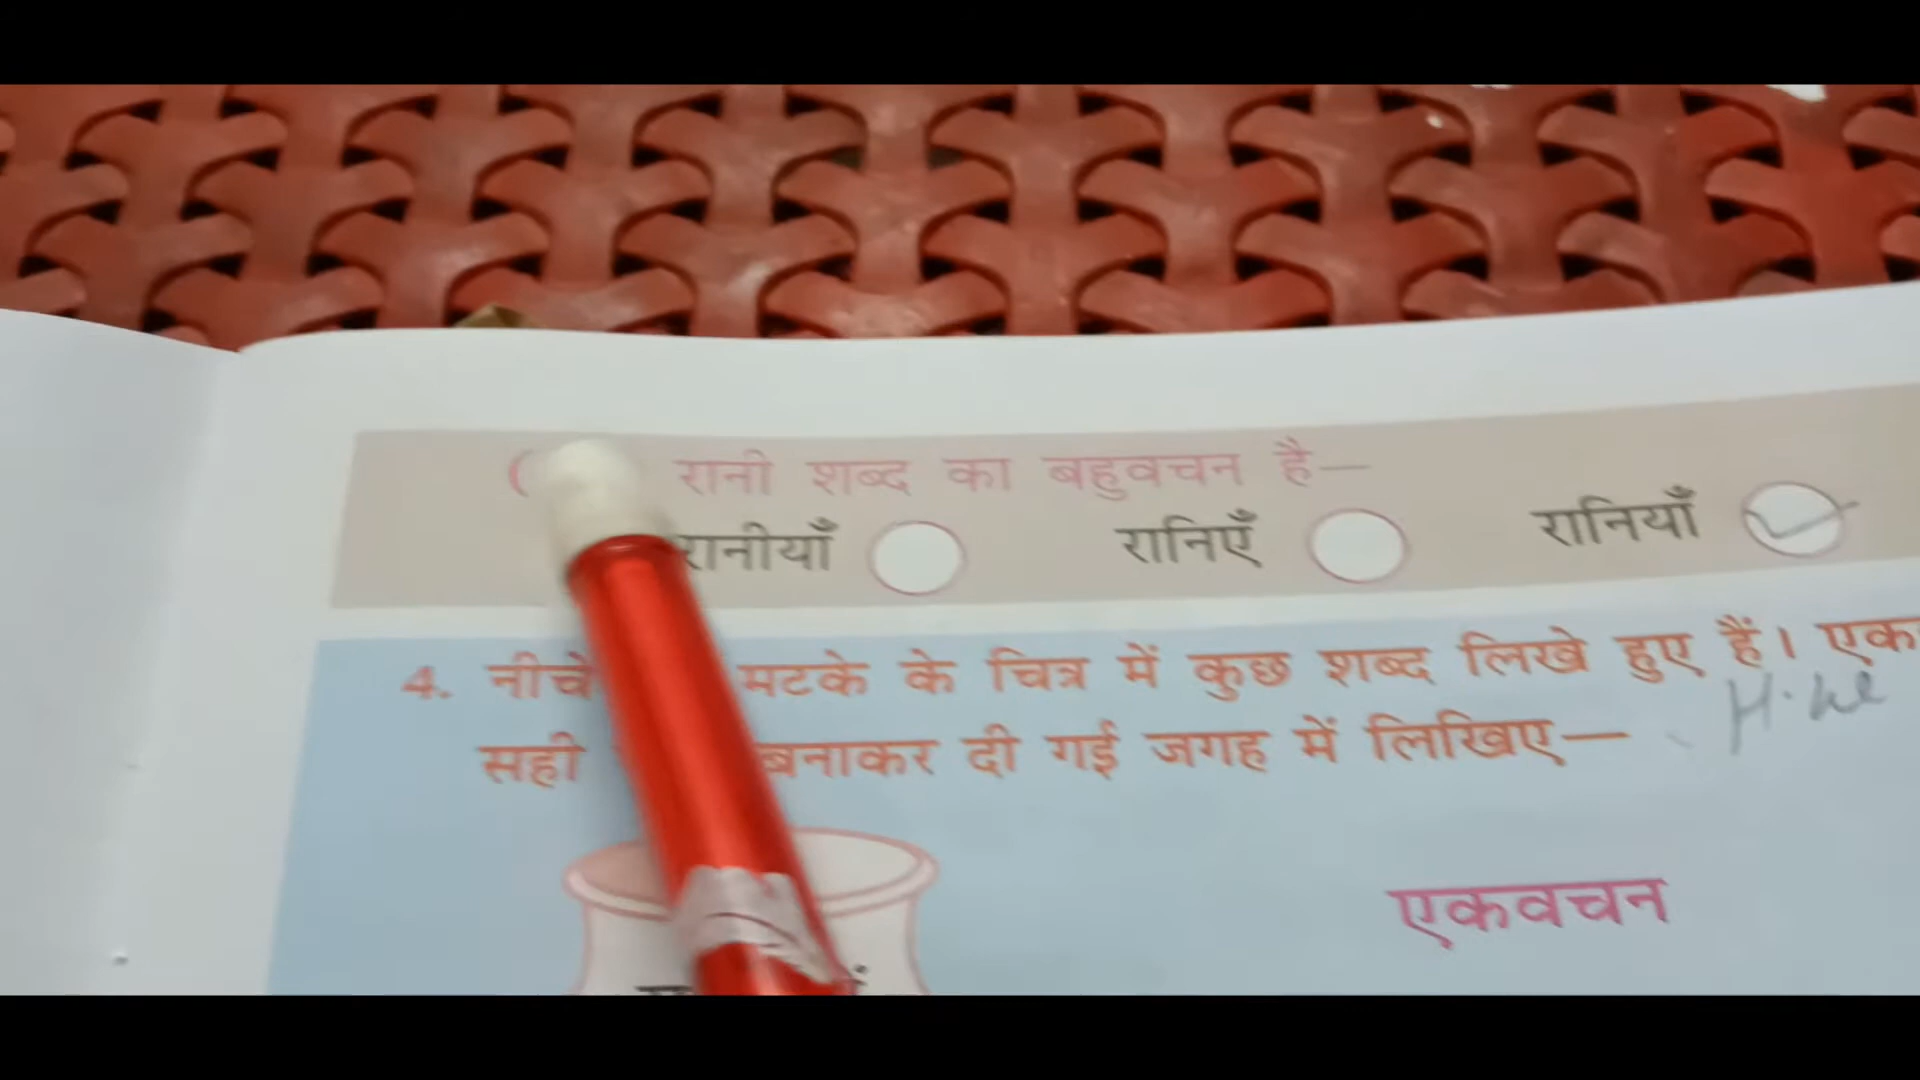 ( रानी शब्द का बहुवचन है—
रानीयाँ रानिएँ रानियाँ
4. नीचे मटके के चित्र में कुछ शब्द लिखे हुए हैं। एक
सही बनाकर दी गई जगह में लिखिए—
एकवचन